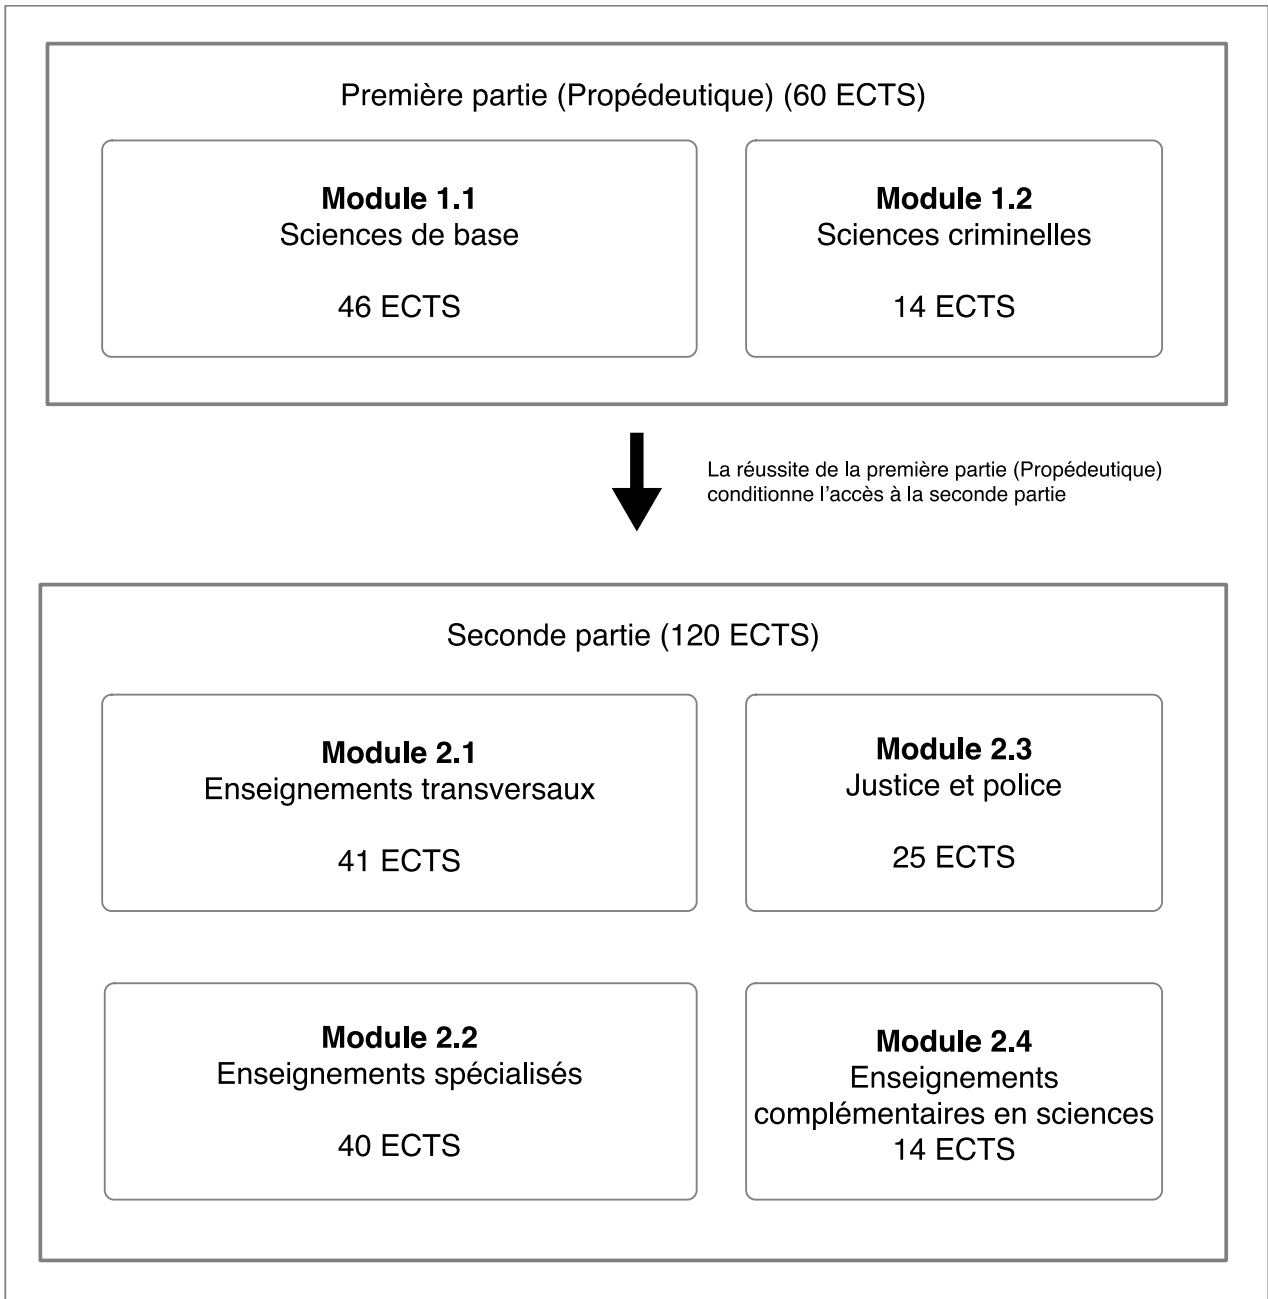 Première partie (Propédeutique) (60 ECTS)
Module 1.1
Sciences de base
46 ECTS
Module 1.2
Sciences criminelles
14 ECTS
La réussite de la première partie (Propédeutique)
conditionne l'accès à la seconde partie
Seconde partie (120 ECTS)
Module 2.1
Enseignements transversaux
41 ECTS
Module 2.3
Justice et police
25 ECTS
Module 2.2
Enseignements spécialisés
40 ECTS
Module 2.4
Enseignements
complémentaires en sciences
14 ECTS